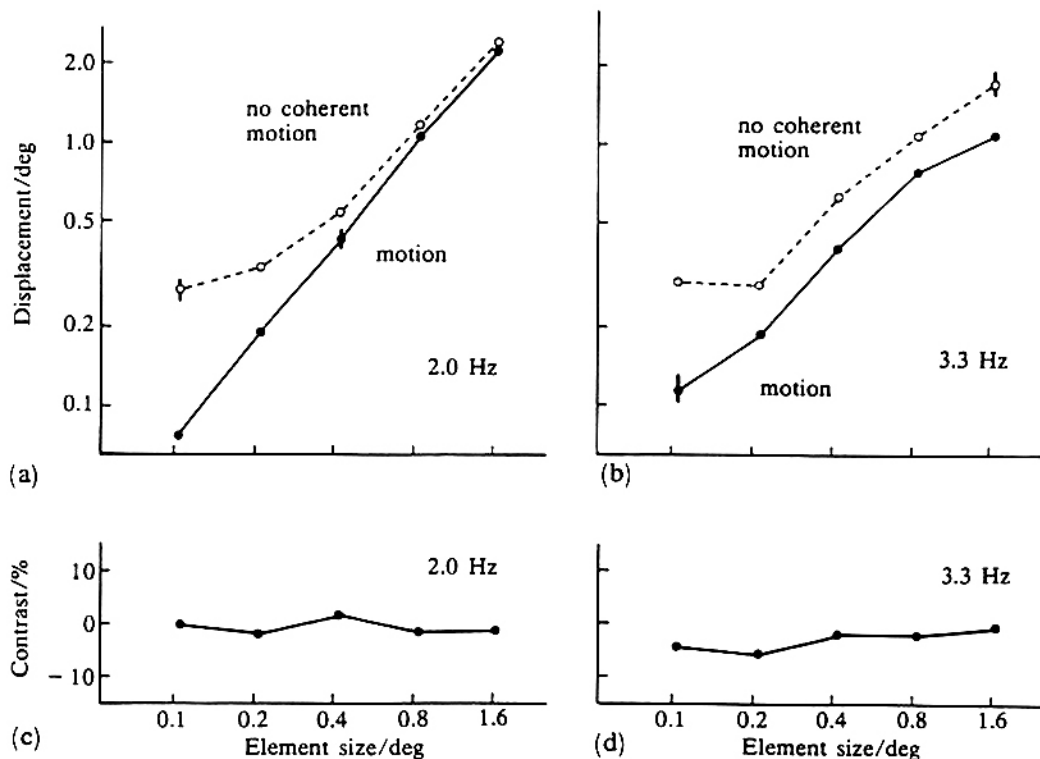 2.0
1.0
0.5
0.2
0.1
Displacement/deg
no coherent
motion
motion
2.0 Hz
(a)
no coherent
motion
motion
3.3 Hz
(b)
10
0
- 10
Contrast/%
2.0 Hz
0.1 0.2 0.4 0.8 1.6
Element size/deg
(c)
3.3 Hz
0.1 0.2 0.4 0.8 1.6
Element size/deg
(d)